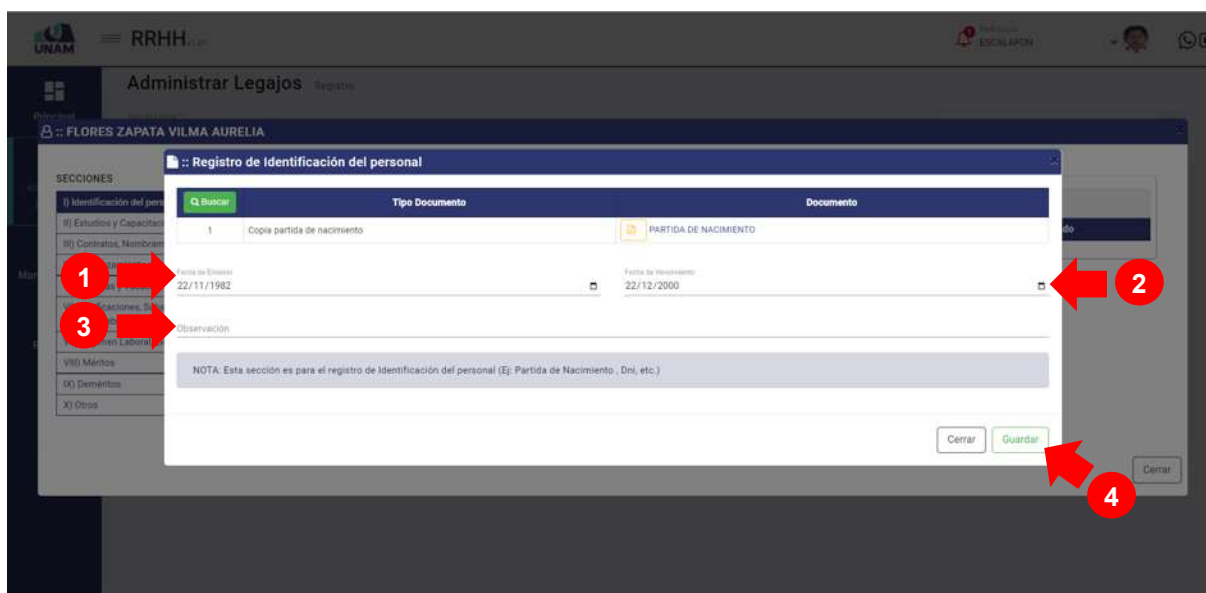 UNAM
RRHH
ESCALAFON
Administrar Legajos Registro
Principal
:: FLORES ZAPATA VILMA AURELIA
SECCIONES
I) Identificación del pers
II) Estudios y Capacitaci
III) Contratos, Nombram
VIII) Méritos
IX) Deméritos
X) Otros
:: Registro de Identificación del personal
Buscar Tipo Documento Documento
1 Copia partida de nacimiento PARTIDA DE NACIMIENTO
Fecha de Emisión Fecha de Vencimiento
22/11/1982 22/12/2000
Observación
NOTA: Esta sección es para el registro de Identificación del personal (Ej: Partida de Nacimiento , Dni, etc.)
Cerrar Guardar
Cerrar
1
2
3
4